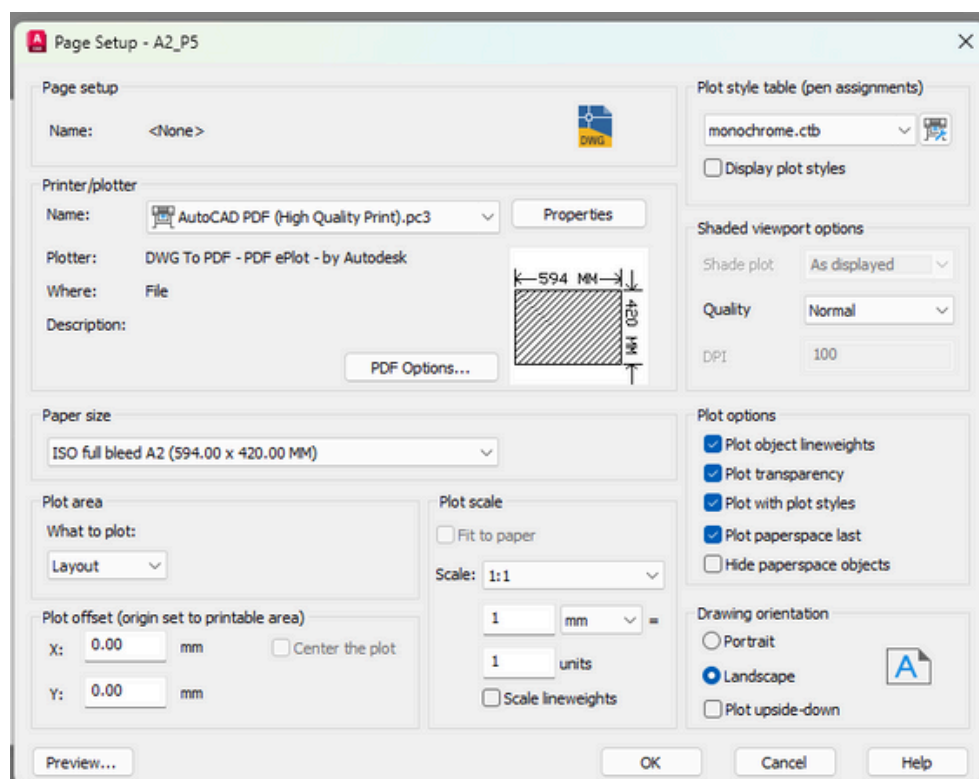 Page Setup - A2_P5
Page setup
Name: <None>
DWG
Printer/plotter
Name: AutoCAD PDF (High Quality Print).pc3 Properties
Plotter: DWG To PDF - PDF ePlot - by Autodesk
Where: File
Description:
594 MM
420 MM
PDF Options...
Paper size
ISO full bleed A2 (594.00 x 420.00 MM)
Plot area
What to plot:
Layout
Plot offset (origin set to printable area)
X: 0.00 mm Center the plot
Y: 0.00 mm
Plot scale
Fit to paper
Scale: 1:1
1 mm =
1 units
Scale lineweights
Plot style table (pen assignments)
monochrome.ctb
Display plot styles
Shaded viewport options
Shade plot As displayed
Quality Normal
DPI 100
Plot options
Plot object lineweights
Plot transparency
Plot with plot styles
Plot paperspace last
Hide paperspace objects
Drawing orientation
Portrait
Landscape
Plot upside-down
A
Preview... OK Cancel Help